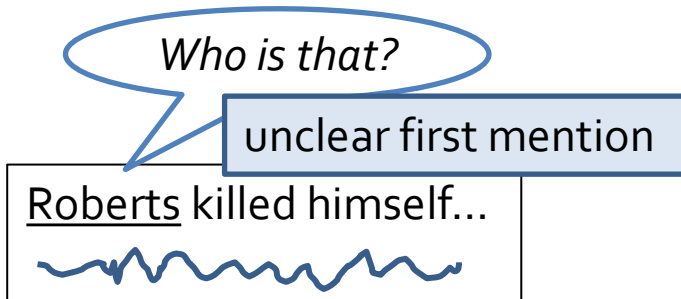 Who is that?
unclear first mention
Roberts killed himself...